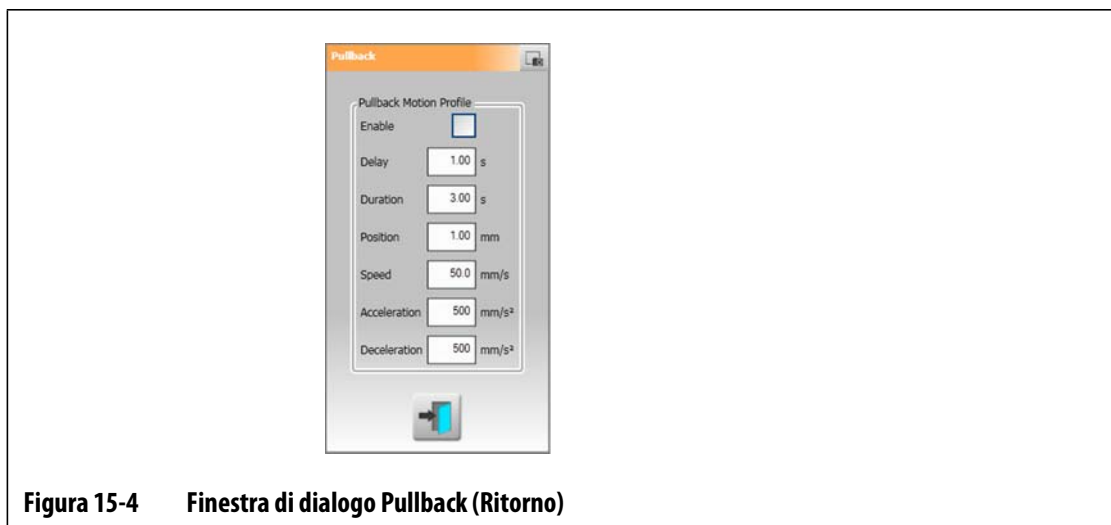 Pullback
Pullback Motion Profile
Enable
Delay 1.00 s
Duration 3.00 s
Position 1.00 mm
Speed 50.0 mm/s
Acceleration 500 mm/s²
Deceleration 500 mm/s²
Figura 15-4 Finestra di dialogo Pullback (Ritorno)